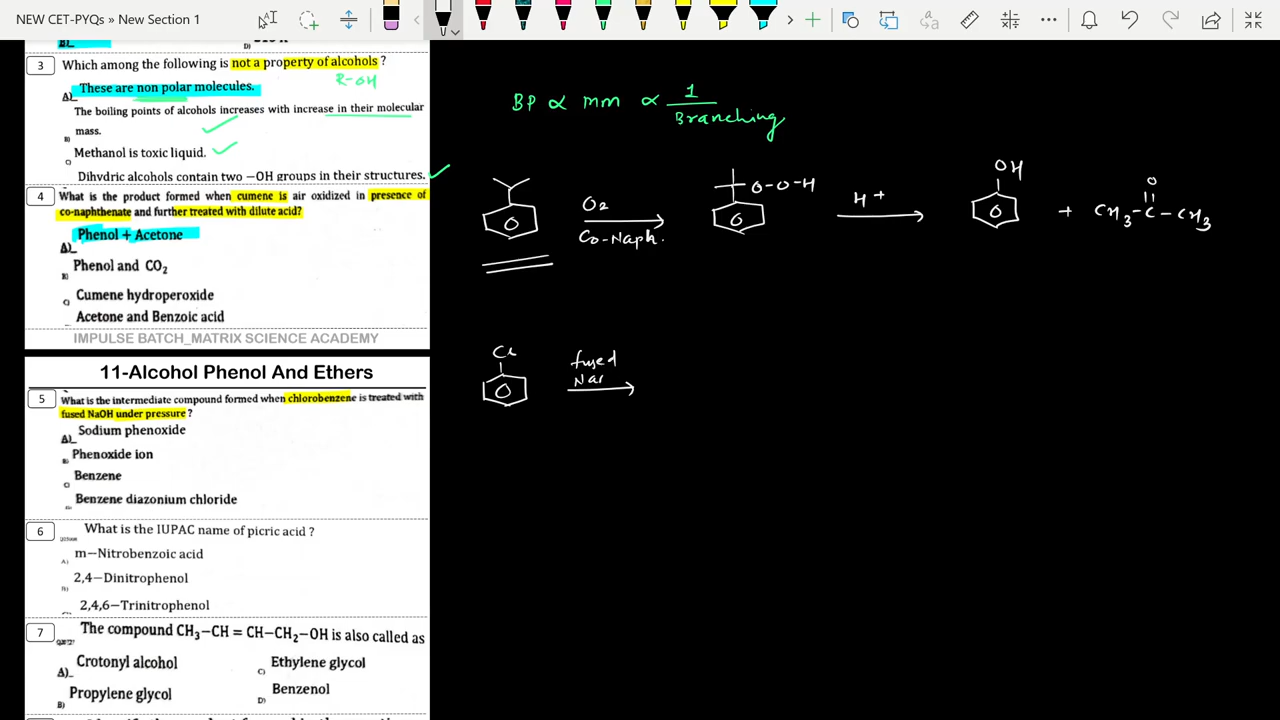 NEW CET-PYQs » New Section 1
3 Which among the following is not a property of alcohols ?
R-OH
A) These are non polar molecules.
The boiling points of alcohols increases with increase in their molecular
mass.
B)
Methanol is toxic liquid.
C)
Dihydric alcohols contain two −OH groups in their structures.
4 What is the product formed when cumene is air oxidized in presence of
co-naphthenate and further treated with dilute acid?
Phenol + Acetone
A)
Phenol and CO₂
B)
Cumene hydroperoxide
C)
Acetone and Benzoic acid
IMPULSE BATCH_MATRIX SCIENCE ACADEMY
11-Alcohol Phenol And Ethers
5 What is the intermediate compound formed when chlorobenzene is treated with
fused NaOH under pressure ?
Sodium phenoxide
A)
Phenoxide ion
B)
Benzene
C)
Benzene diazonium chloride
6 What is the IUPAC name of picric acid ?
m−Nitrobenzoic acid
A)
2,4−Dinitrophenol
B)
2,4,6−Trinitrophenol
7 The compound CH₃−CH = CH−CH₂−OH is also called as
A) Crotonyl alcohol C) Ethylene glycol
B) Propylene glycol D) Benzenol
BP ∝ mm ∝ 1
Branching
O-O-H
OH
O₂
Co-Naph.
H+
+ CH₃-C-CH₃
O
Cl
fused
Na